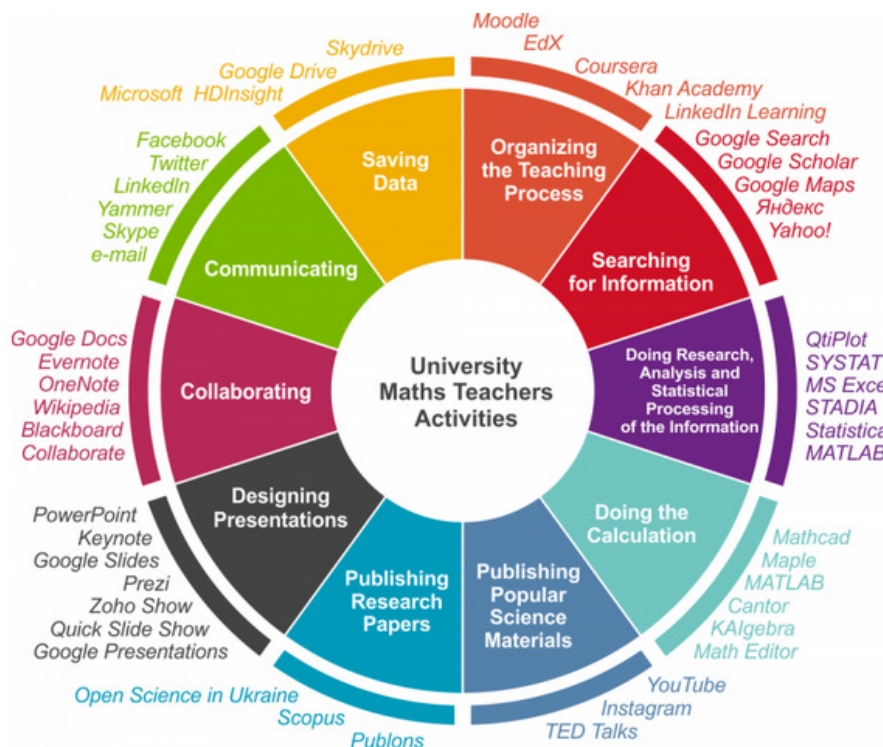 University
Maths Teachers
Activities
Organizing
the Teaching
Process
Moodle
EdX
Coursera
Khan Academy
LinkedIn Learning
Searching
for Information
Google Search
Google Scholar
Google Maps
Яндекс
Yahoo!
Doing Research,
Analysis and
Statistical
Processing
of the Information
QtiPlot
SYSTAT
MS Exce
STADIA
Statistica
MATLAB
Doing the
Calculation
Mathcad
Maple
MATLAB
Cantor
KAlgebra
Math Editor
Publishing
Popular
Science
Materials
YouTube
Instagram
TED Talks
Publishing
Research
Papers
Open Science in Ukraine
Scopus
Publons
Designing
Presentations
PowerPoint
Keynote
Google Slides
Prezi
Zoho Show
Quick Slide Show
Google Presentations
Collaborating
Google Docs
Evernote
OneNote
Wikipedia
Blackboard
Collaborate
Communicating
Facebook
Twitter
LinkedIn
Yammer
Skype
e-mail
Saving
Data
Skydrive
Google Drive
Microsoft HDInsight